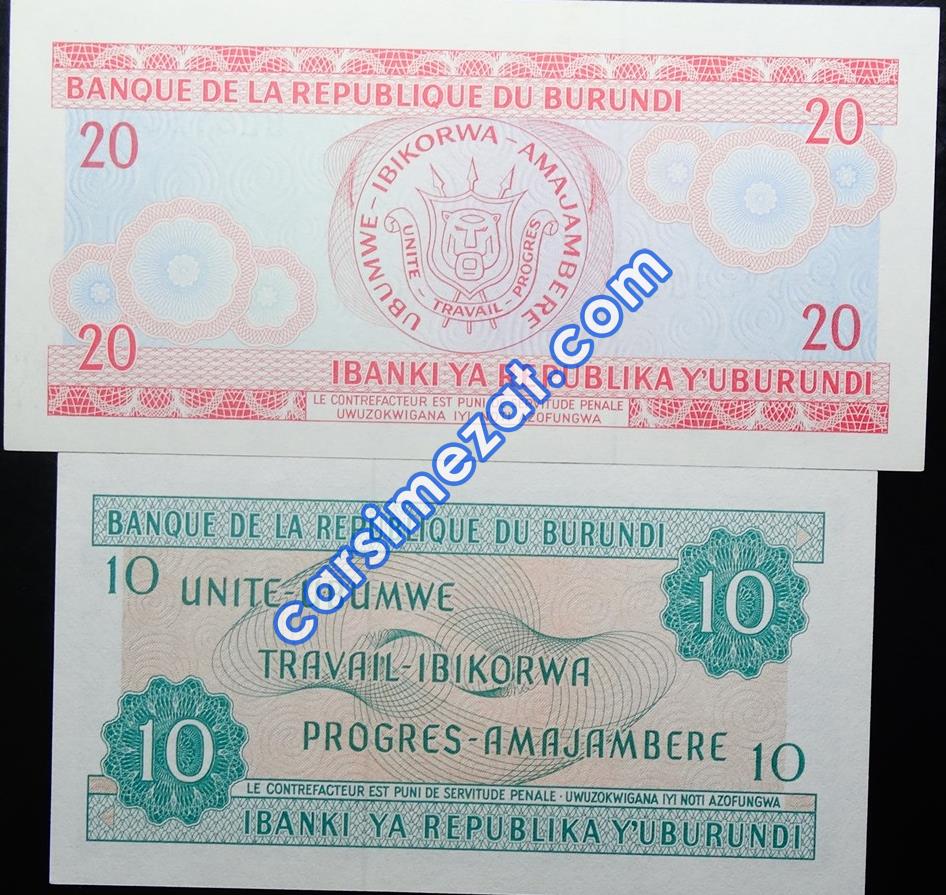 BANQUE DE LA REPUBLIQUE DU BURUNDI
20
20
UBUMWE - IBIKORWA - AMAJAMBERE
UNITE - TRAVAIL - PROGRES
20
20
IBANKI YA REPUBLIKA Y'UBURUNDI
LE CONTREFACTEUR EST PUNI DE SERVITUDE PENALE
UWUZOKWIGANA IYI NOTI AZOFUNGWA
carsimezat.com
BANQUE DE LA REPUBLIQUE DU BURUNDI
10
10
UNITE-UBUMWE
TRAVAIL-IBIKORWA
PROGRES-AMAJAMBERE
10
10
LE CONTREFACTEUR EST PUNI DE SERVITUDE PENALE · UWUZOKWIGANA IYI NOTI AZOFUNGWA
IBANKI YA REPUBLIKA Y'UBURUNDI